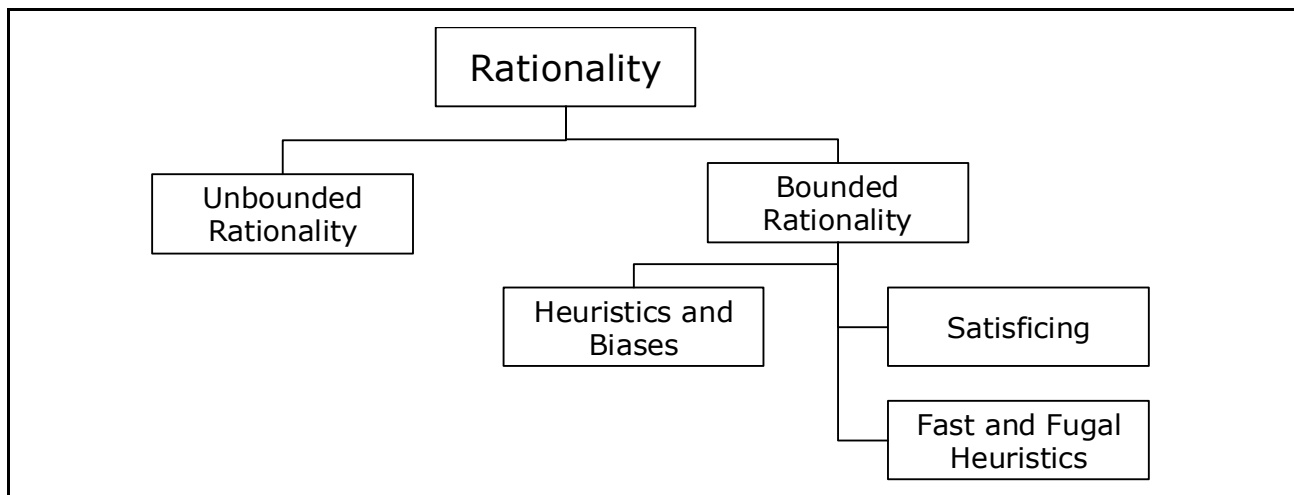 Rationality
Unbounded
Rationality
Bounded
Rationality
Heuristics and
Biases
Satisficing
Fast and Fugal
Heuristics